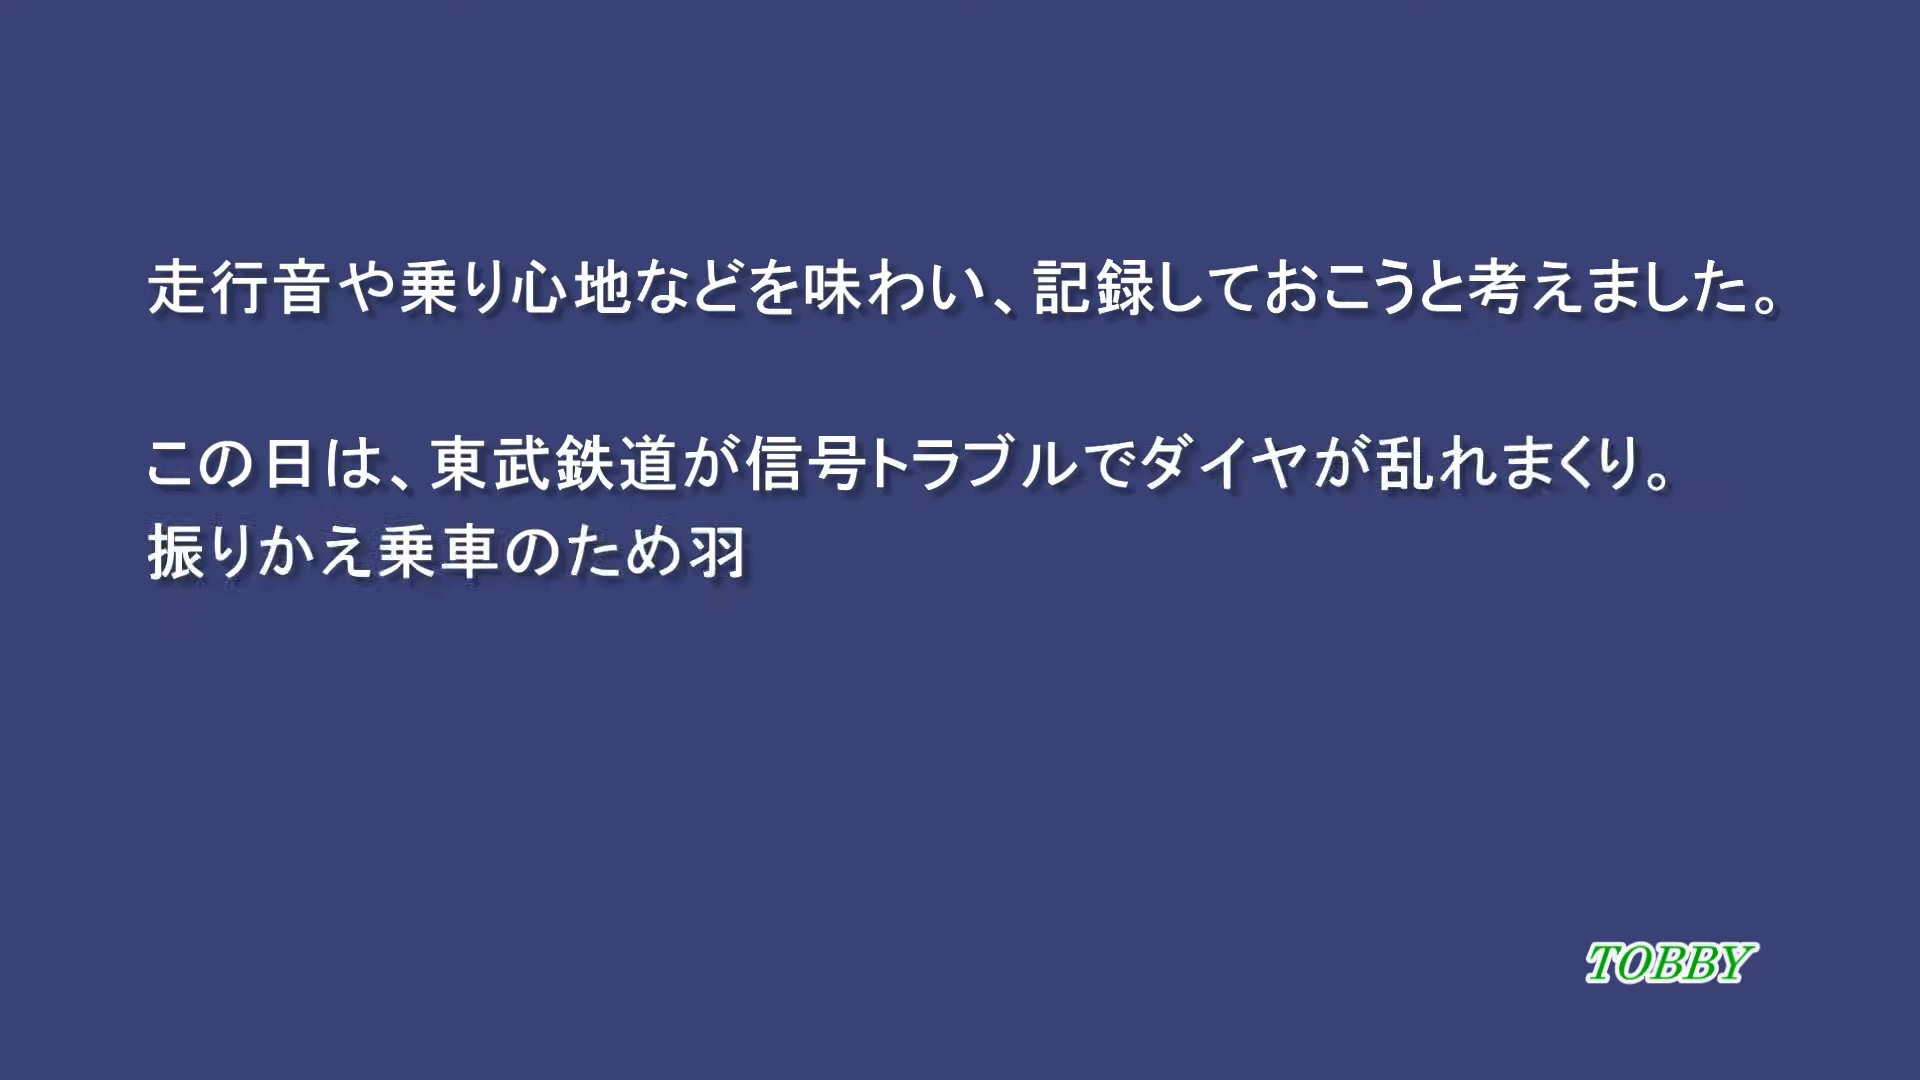 走行音や乗り心地などを味わい、記録しておこうと考えました。
この日は、東武鉄道が信号トラブルでダイヤが乱れまくり。
振りかえ乗車のため羽
TOBBY